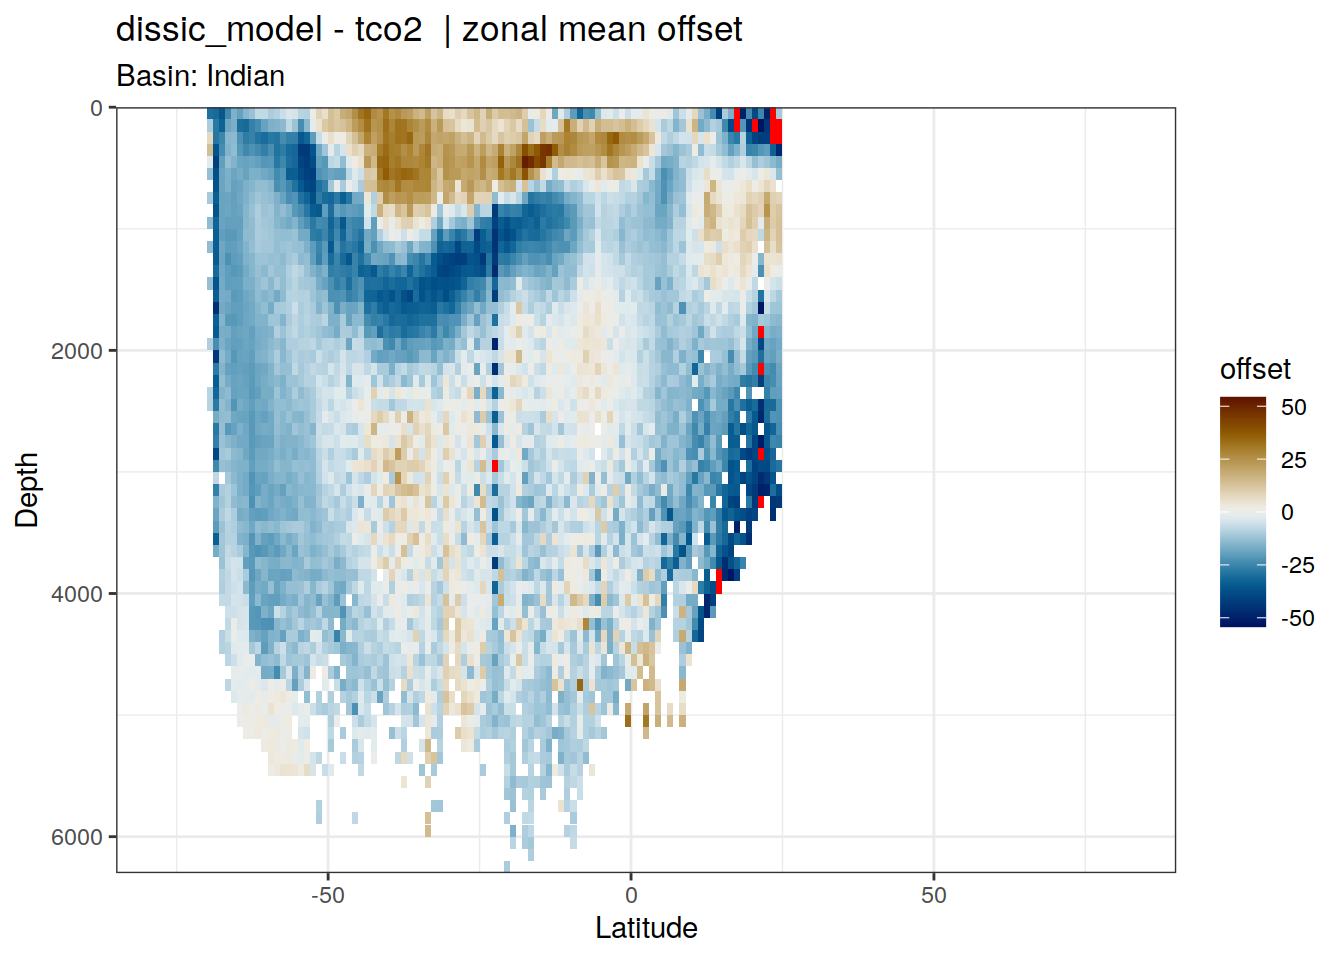 dissic_model - tco2  | zonal mean offset
Basin: Indian
0
2000
4000
6000
Depth
-50
0
50
Latitude
offset
50
25
0
-25
-50